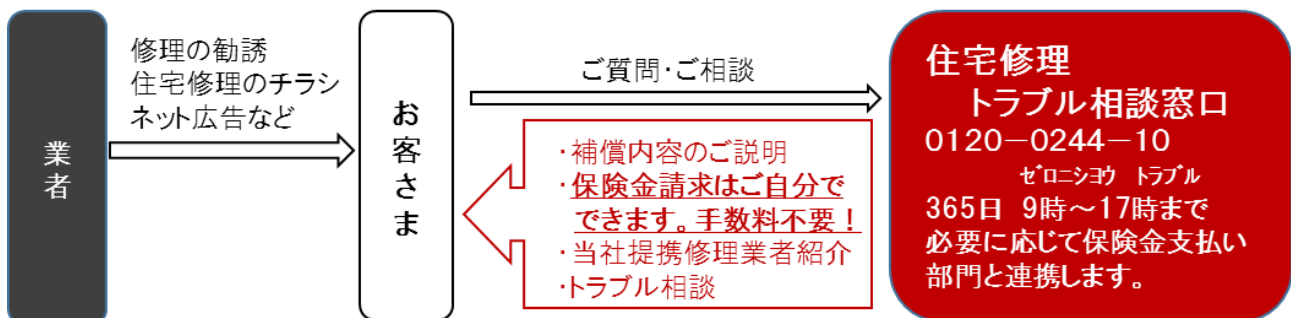 業者
修理の勧誘
住宅修理のチラシ
ネット広告など
お客さま
ご質問・ご相談
・補償内容のご説明
・保険金請求はご自分で
できます。手数料不要！
・当社提携修理業者紹介
・トラブル相談
住宅修理
トラブル相談窓口
0120－0244－10
ｾﾞﾛﾆｼﾖｳ　ﾄﾗﾌﾞﾙ
365日　9時～17時まで
必要に応じて保険金支払い
部門と連携します。